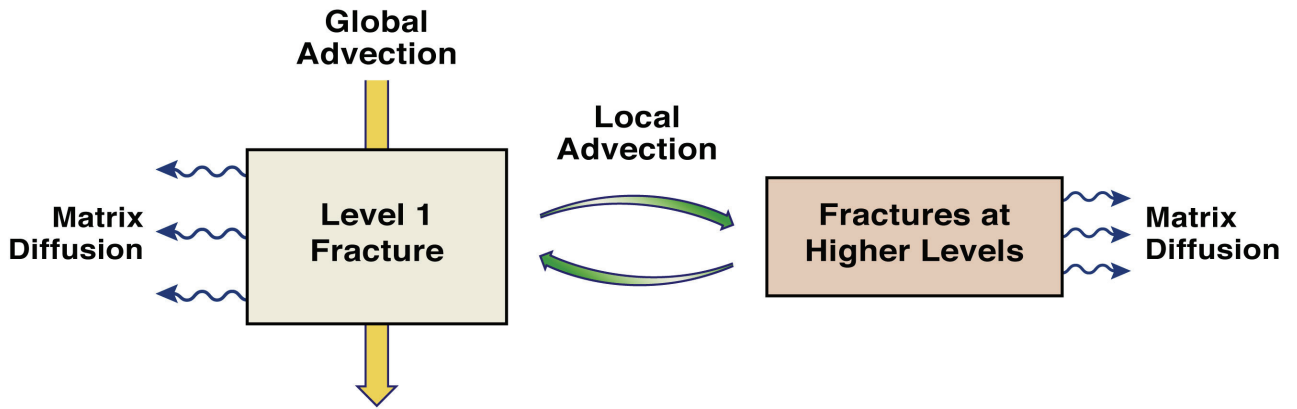 Global
Advection
Local
Advection
Matrix
Diffusion
Level 1
Fracture
Fractures at
Higher Levels
Matrix
Diffusion